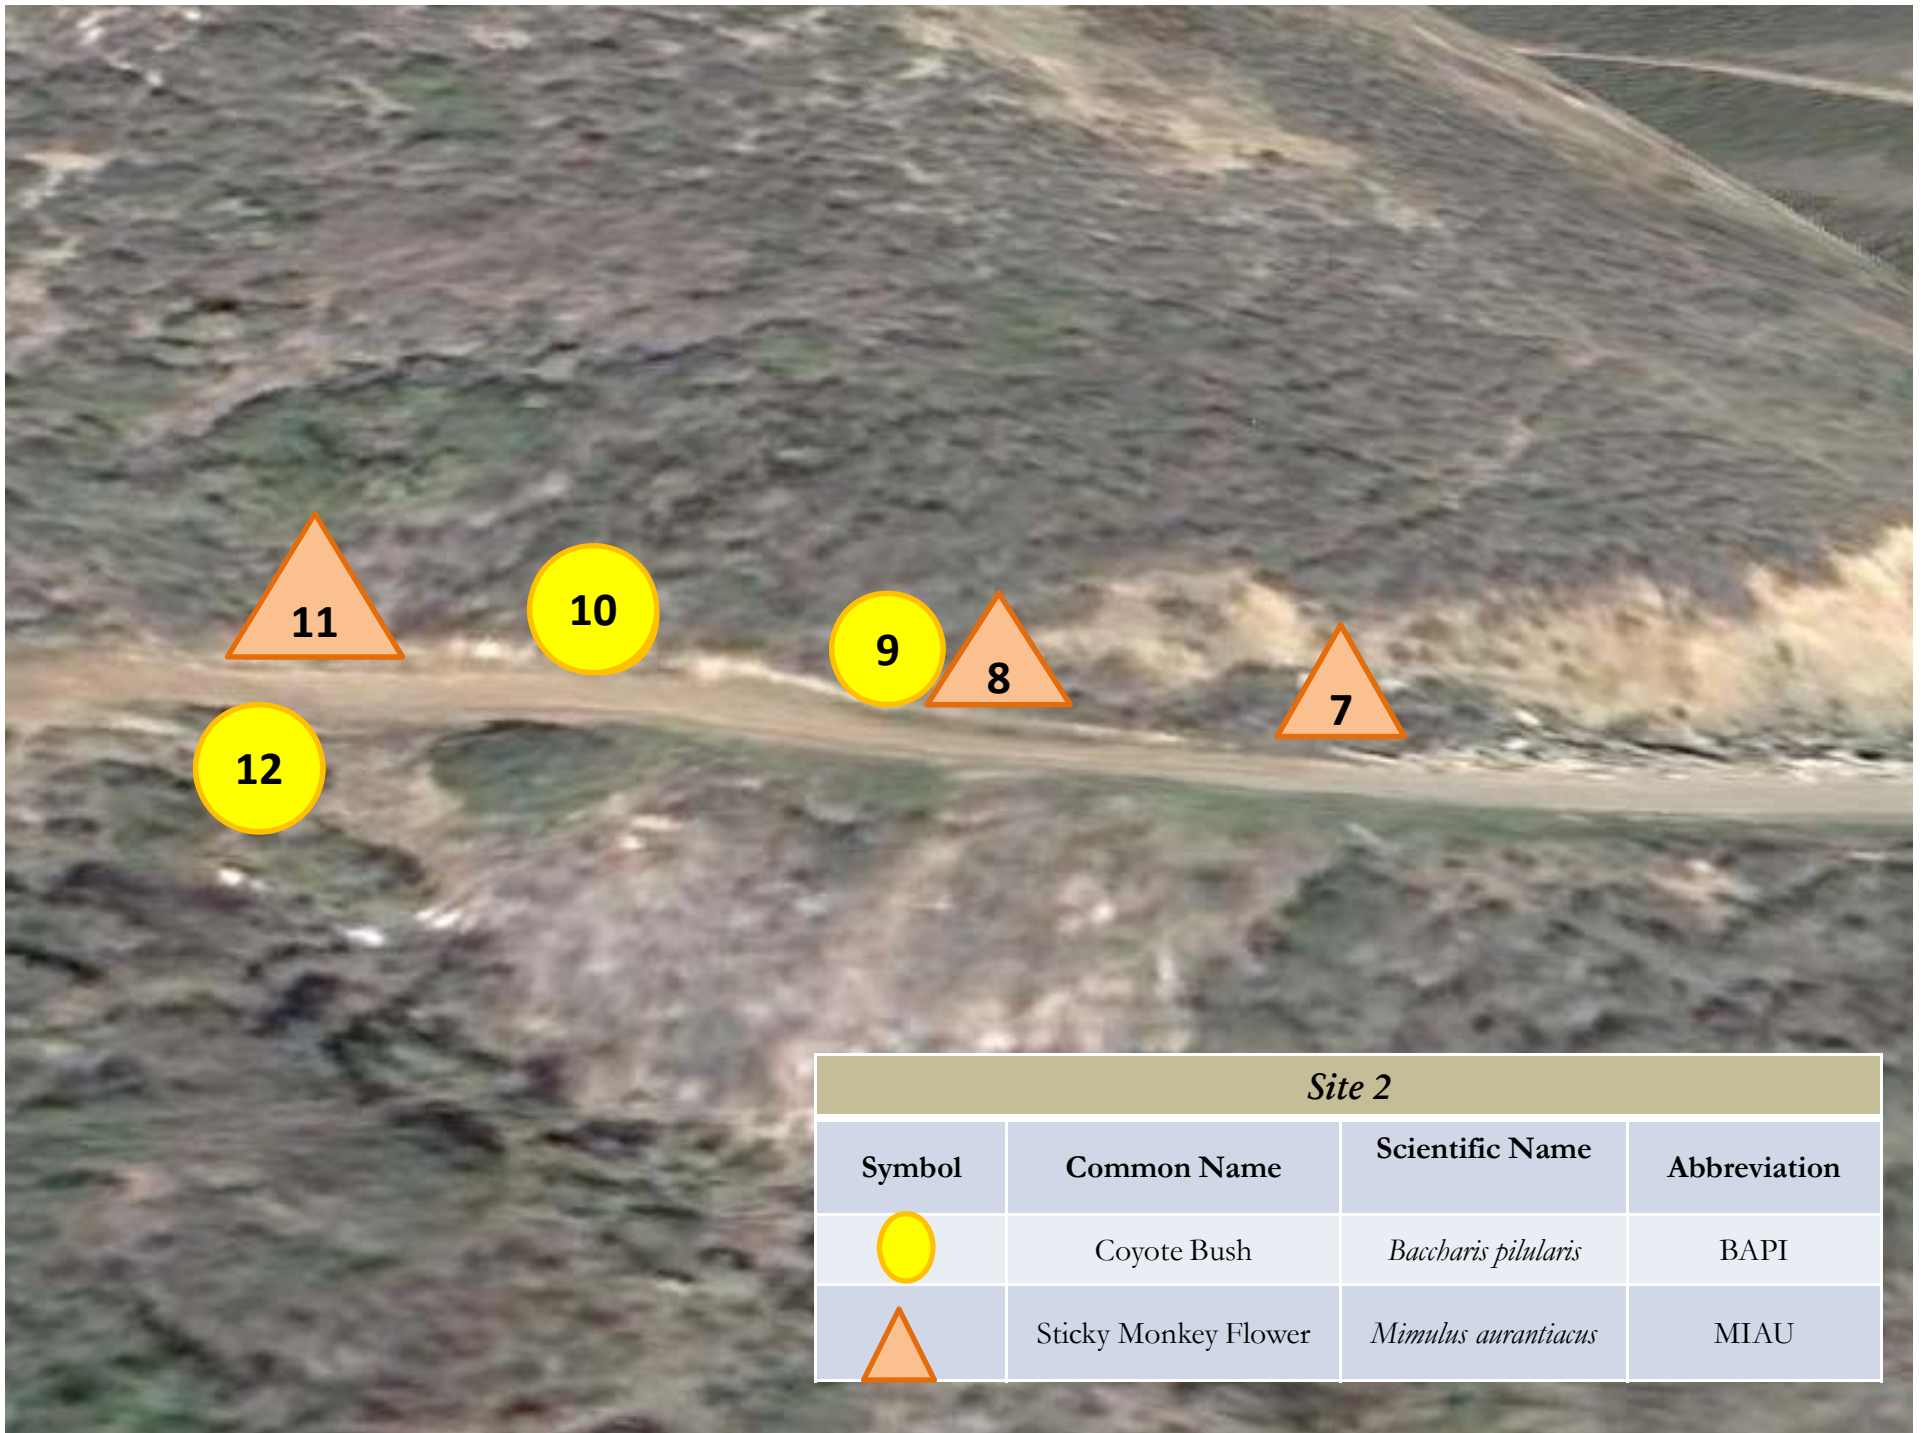 11
10
9
8
7
12
Site 2
Symbol Common Name Scientific Name Abbreviation
Coyote Bush Baccharis pilularis BAPI
Sticky Monkey Flower Mimulus aurantiacus MIAU